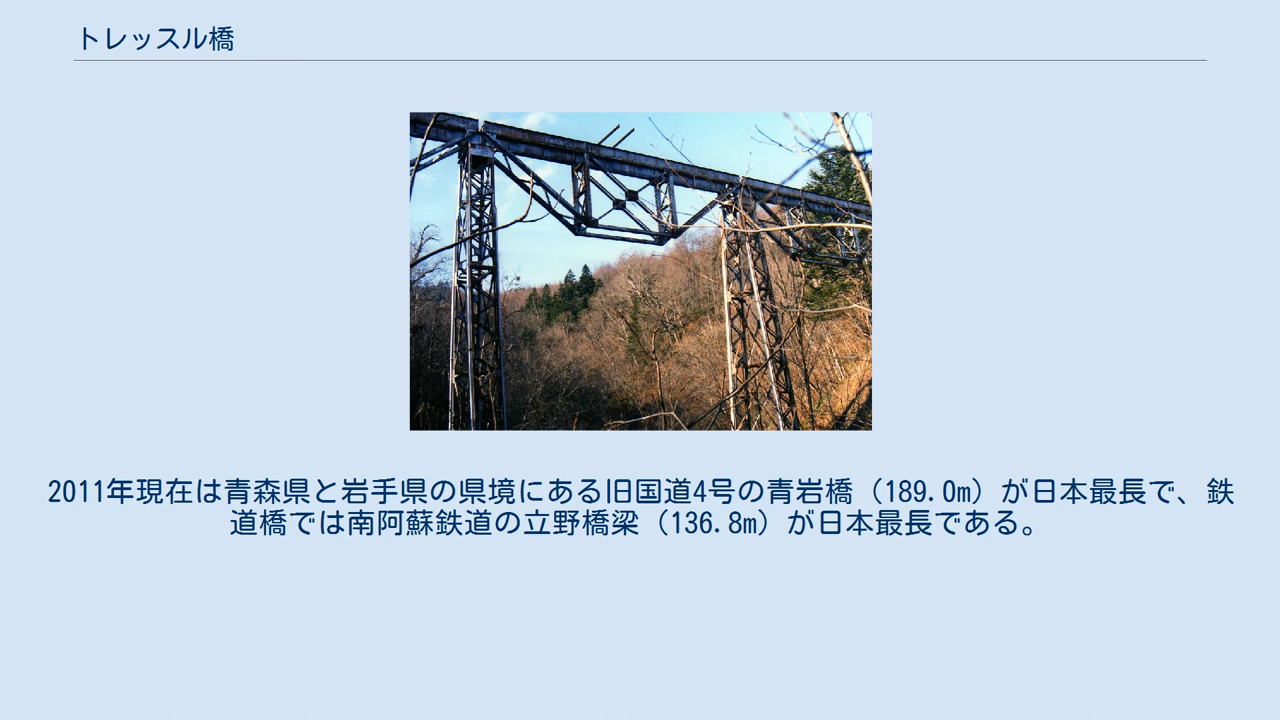 トレッスル橋
2011年現在は青森県と岩手県の県境にある旧国道4号の青岩橋（189.0m）が日本最長で、鉄
道橋では南阿蘇鉄道の立野橋梁（136.8m）が日本最長である。